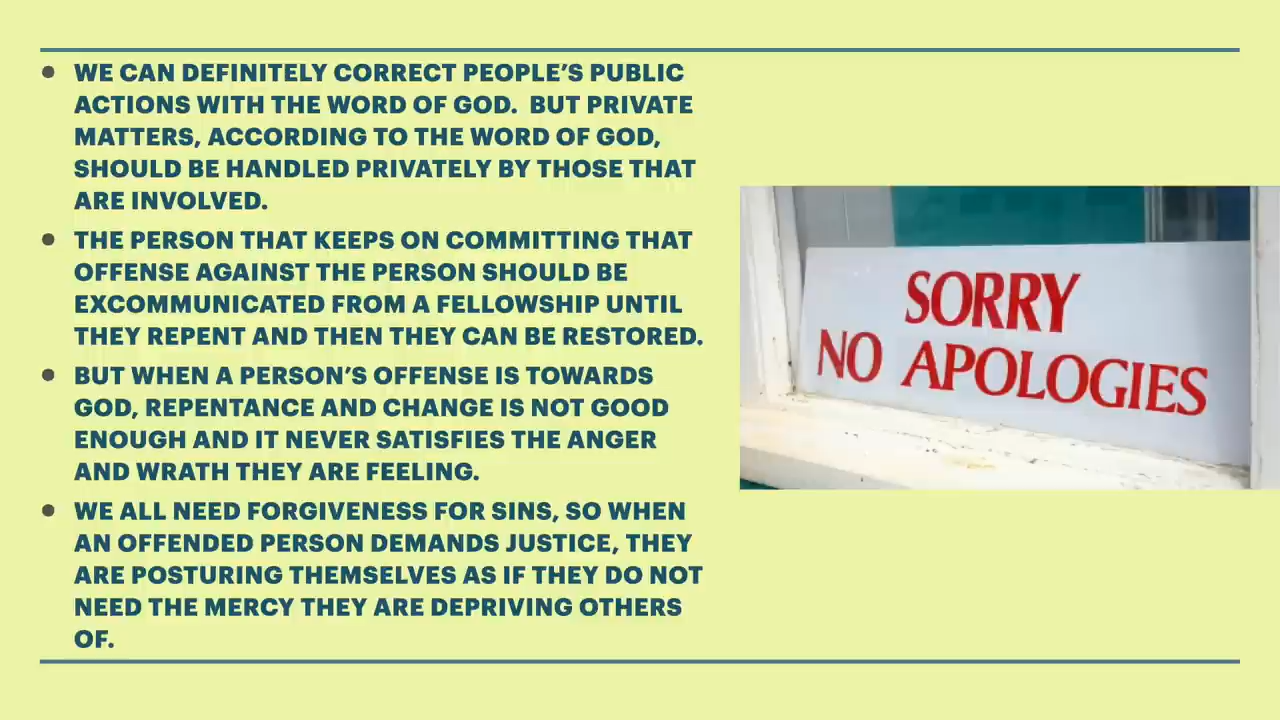 • WE CAN DEFINITELY CORRECT PEOPLE’S PUBLIC
ACTIONS WITH THE WORD OF GOD.  BUT PRIVATE
MATTERS, ACCORDING TO THE WORD OF GOD,
SHOULD BE HANDLED PRIVATELY BY THOSE THAT
ARE INVOLVED.
• THE PERSON THAT KEEPS ON COMMITTING THAT
OFFENSE AGAINST THE PERSON SHOULD BE
EXCOMMUNICATED FROM A FELLOWSHIP UNTIL
THEY REPENT AND THEN THEY CAN BE RESTORED.
• BUT WHEN A PERSON’S OFFENSE IS TOWARDS
GOD, REPENTANCE AND CHANGE IS NOT GOOD
ENOUGH AND IT NEVER SATISFIES THE ANGER
AND WRATH THEY ARE FEELING.
• WE ALL NEED FORGIVENESS FOR SINS, SO WHEN
AN OFFENDED PERSON DEMANDS JUSTICE, THEY
ARE POSTURING THEMSELVES AS IF THEY DO NOT
NEED THE MERCY THEY ARE DEPRIVING OTHERS
OF.
SORRY
NO APOLOGIES